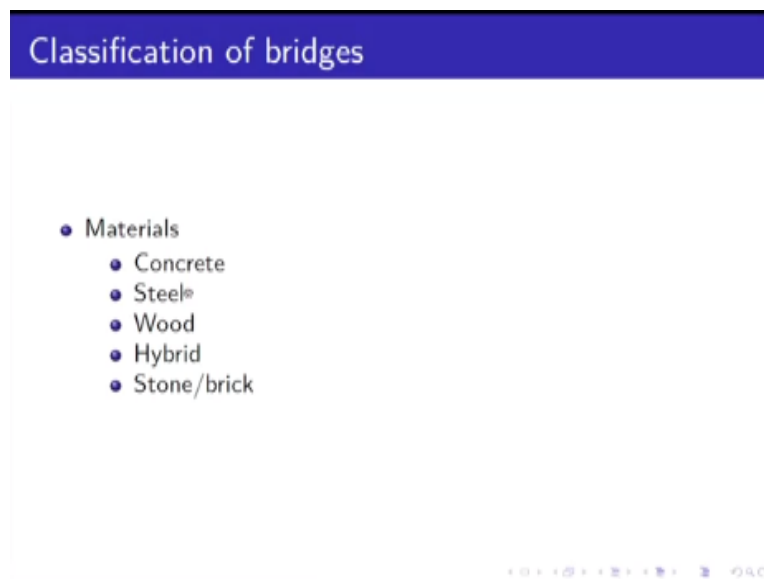 Classification of bridges
Materials
Concrete
Steel
Wood
Hybrid
Stone/brick